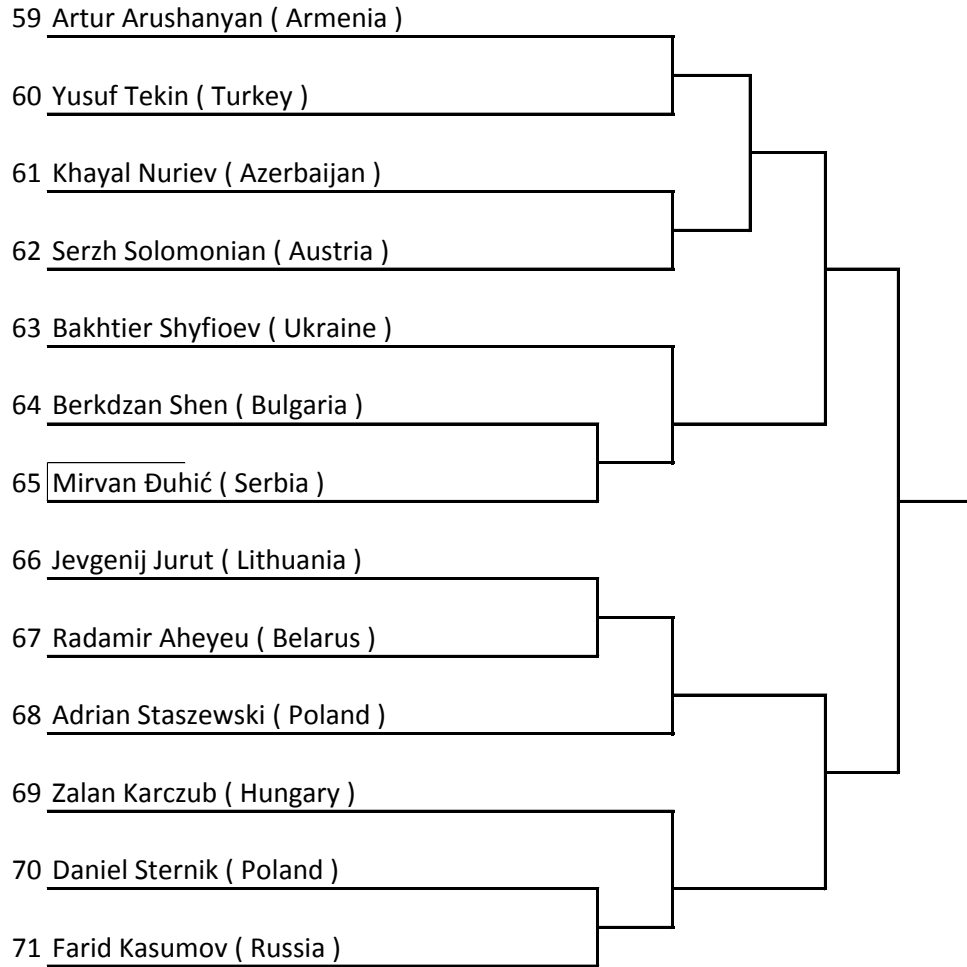 59 Artur Arushanyan ( Armenia )
60 Yusuf Tekin ( Turkey )
61 Khayal Nuriev ( Azerbaijan )
62 Serzh Solomonian ( Austria )
63 Bakhtier Shyfioev ( Ukraine )
64 Berkdzan Shen ( Bulgaria )
65 Mirvan Đuhić ( Serbia )
66 Jevgenij Jurut ( Lithuania )
67 Radamir Aheyeu ( Belarus )
68 Adrian Staszewski ( Poland )
69 Zalan Karczub ( Hungary )
70 Daniel Sternik ( Poland )
71 Farid Kasumov ( Russia )